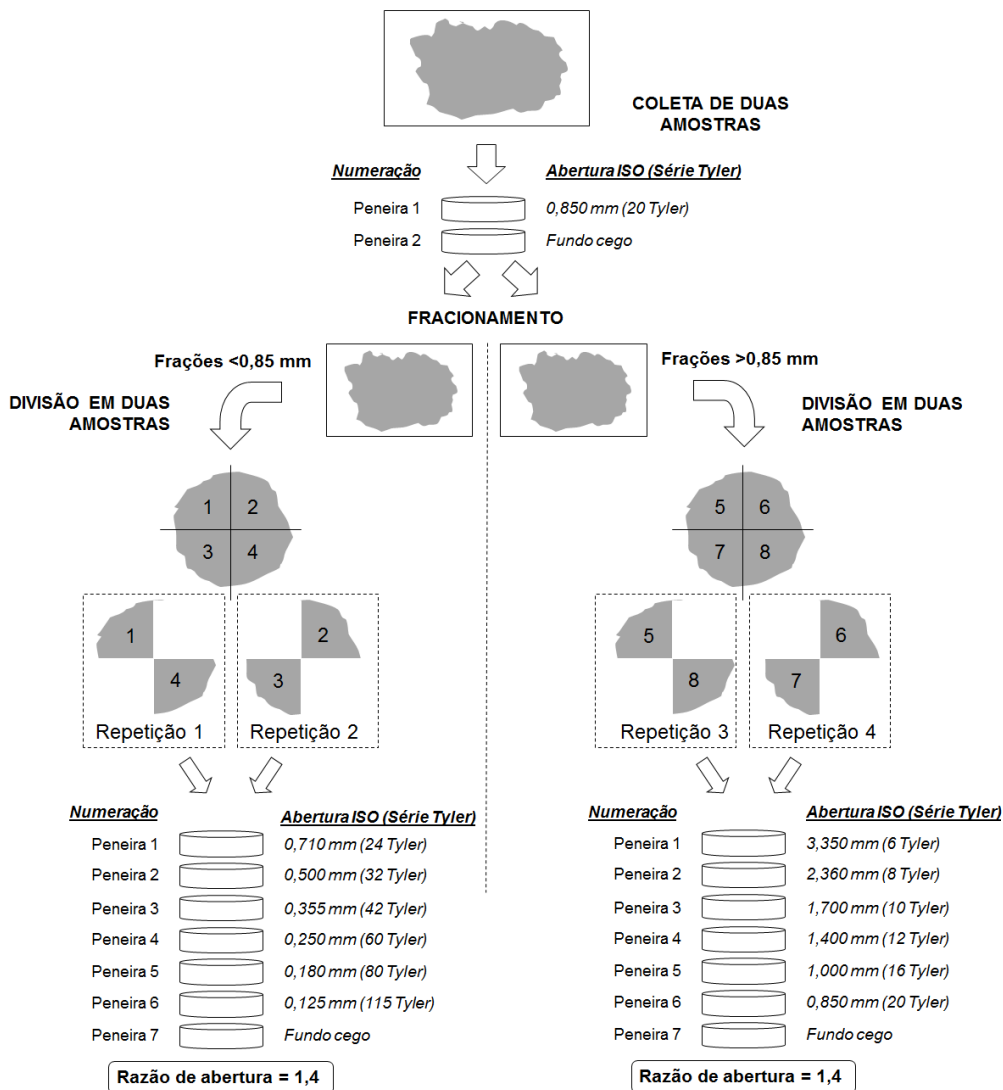 COLETA DE DUAS
AMOSTRAS
Numeração
Abertura ISO (Série Tyler)
Peneira 1
0,850 mm (20 Tyler)
Peneira 2
Fundo cego
FRACIONAMENTO
Frações <0,85 mm
DIVISÃO EM DUAS
AMOSTRAS
1
2
3
4
1
4
Repetição 1
2
3
Repetição 2
Numeração
Abertura ISO (Série Tyler)
Peneira 1
0,710 mm (24 Tyler)
Peneira 2
0,500 mm (32 Tyler)
Peneira 3
0,355 mm (42 Tyler)
Peneira 4
0,250 mm (60 Tyler)
Peneira 5
0,180 mm (80 Tyler)
Peneira 6
0,125 mm (115 Tyler)
Peneira 7
Fundo cego
Razão de abertura = 1,4
Frações >0,85 mm
DIVISÃO EM DUAS
AMOSTRAS
5
6
7
8
5
8
Repetição 3
6
7
Repetição 4
Numeração
Abertura ISO (Série Tyler)
Peneira 1
3,350 mm (6 Tyler)
Peneira 2
2,360 mm (8 Tyler)
Peneira 3
1,700 mm (10 Tyler)
Peneira 4
1,400 mm (12 Tyler)
Peneira 5
1,000 mm (16 Tyler)
Peneira 6
0,850 mm (20 Tyler)
Peneira 7
Fundo cego
Razão de abertura = 1,4